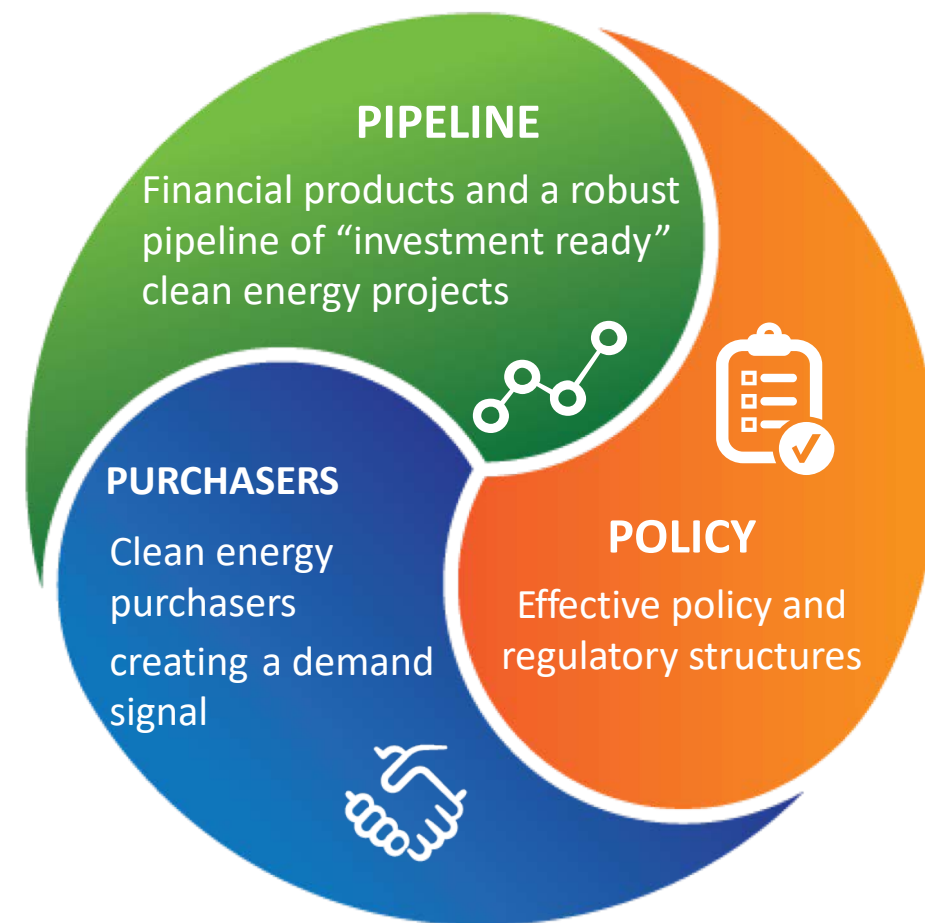 PIPELINE
Financial products and a robust
pipeline of “investment ready”
clean energy projects
PURCHASERS
Clean energy
purchasers
creating a demand
signal
POLICY
Effective policy and
regulatory structures